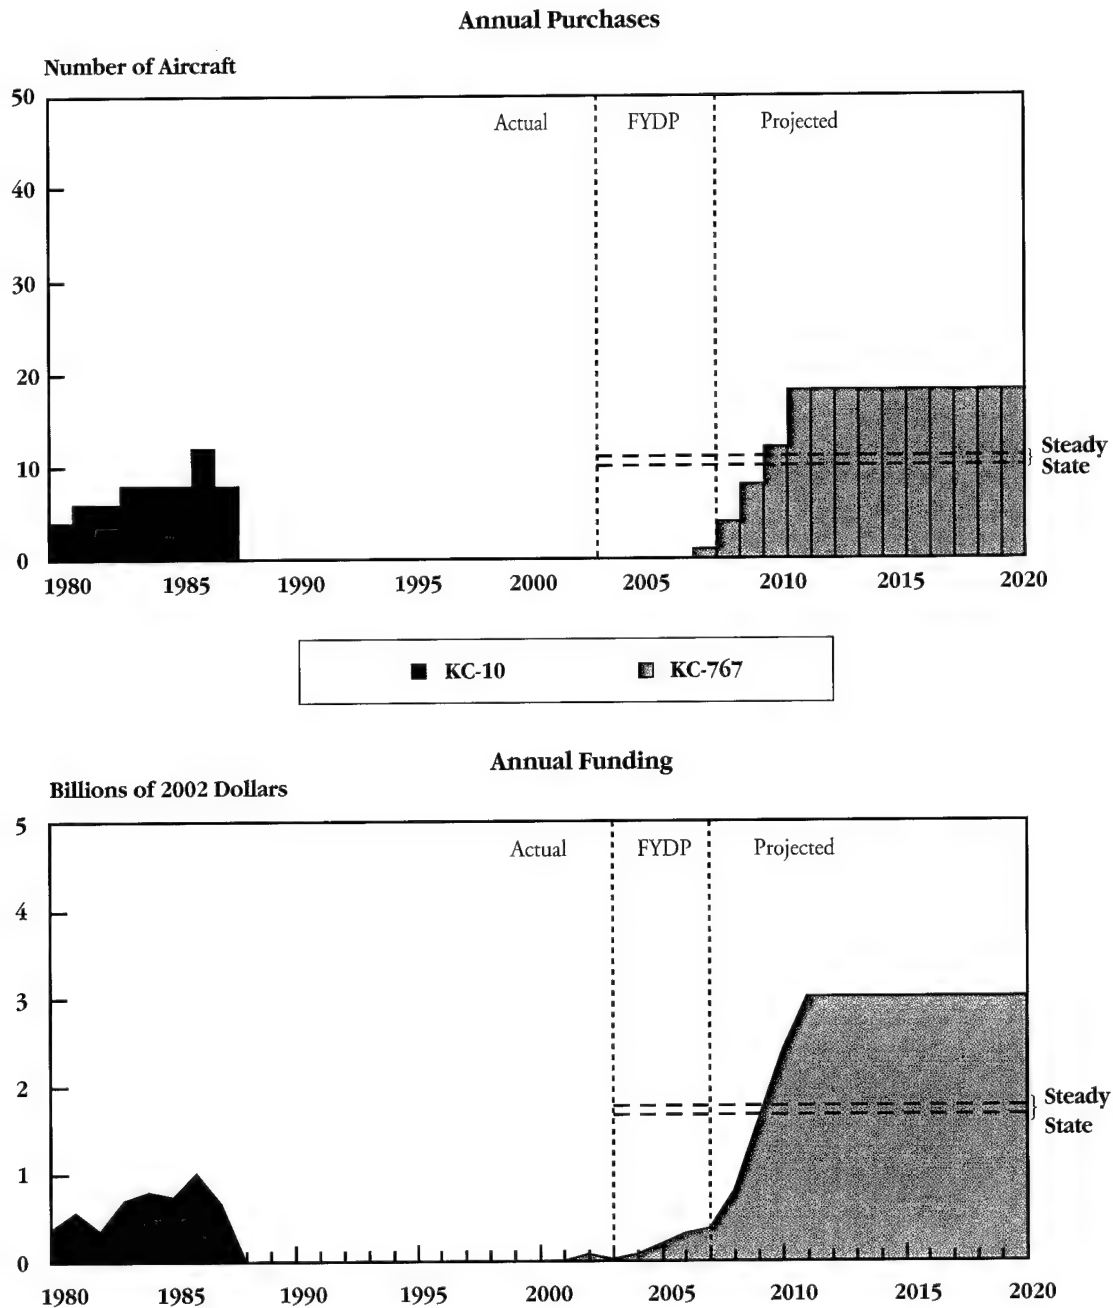 Annual Purchases
Number of Aircraft
50
Actual
FYDP
Projected
40
30
20
10
Steady
State
0
1980 1985 1990 1995 2000 2005 2010 2015 2020
KC-10 KC-767
Annual Funding
Billions of 2002 Dollars
5
Actual
FYDP
Projected
4
3
2
Steady
State
1
0
1980 1985 1990 1995 2000 2005 2010 2015 2020